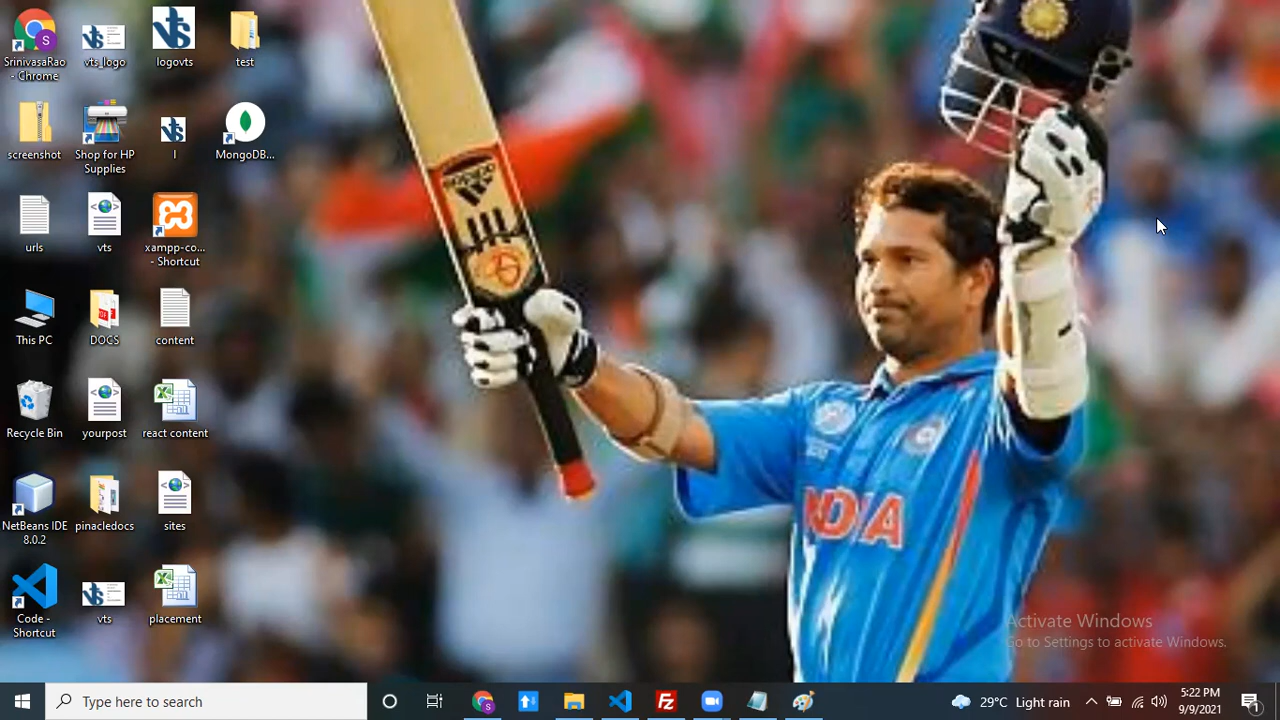 SrinivasaRao
- Chrome
vts_logo
logovts
test
screenshot
Shop for HP
Supplies
l
MongoDB...
urls
vts
xampp-co...
- Shortcut
This PC
DOCS
content
Recycle Bin
yourpost
react content
NetBeans IDE
8.0.2
pinacledocs
sites
Code -
Shortcut
vts
placement
INDIA
Activate Windows
Go to Settings to activate Windows.
Type here to search
29°C Light rain
5:22 PM
9/9/2021